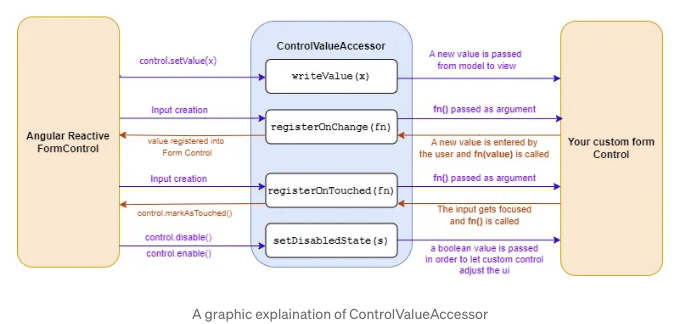 ControlValueAccessor
control.setValue(x)
writeValue(x)
A new value is passed
from model to view
Input creation
registerOnChange(fn)
fn() passed as argument
Angular Reactive
FormControl
value registered into
Form Control
A new value is entered by
the user and fn(value) is called
Your custom form
Control
Input creation
registerOnTouched(fn)
fn() passed as argument
control.markAsTouched()
The input gets focused
and fn() is called
control.disable()
control.enable()
setDisabledState(s)
a boolean value is passed
in order to let custom control
adjust the ui
A graphic explaination of ControlValueAccessor